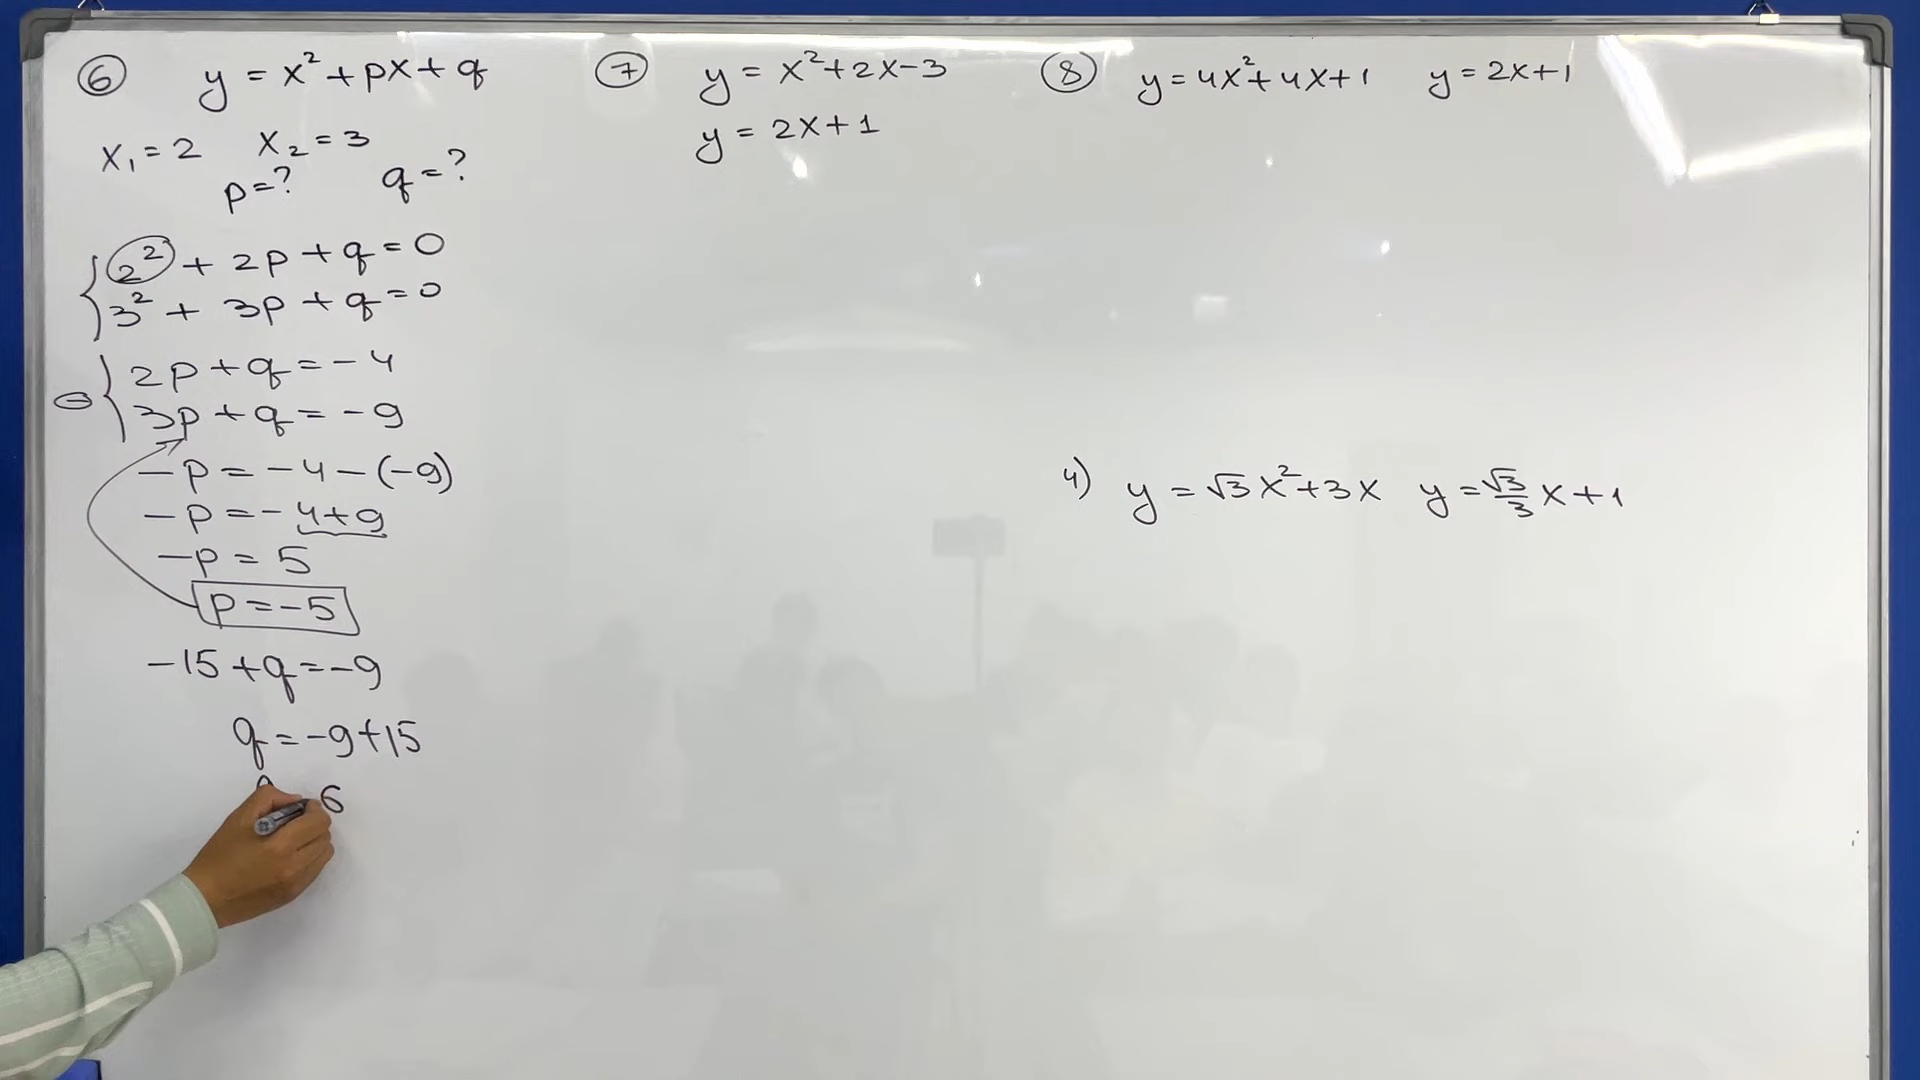 ⑥ y = x² + px + q
x₁ = 2 x₂ = 3
p = ? q = ?
2² + 2p + q = 0
3² + 3p + q = 0
⊖ 2p + q = - 4
3p + q = - 9
- p = - 4 - (-9)
- p = - 4 + 9
- p = 5
p = - 5
- 15 + q = - 9
q = - 9 + 15
6
⑦ y = x² + 2x - 3
y = 2x + 1
⑧ y = 4x² + 4x + 1 y = 2x + 1
4) y = √3x² + 3x y = √3/3 x + 1